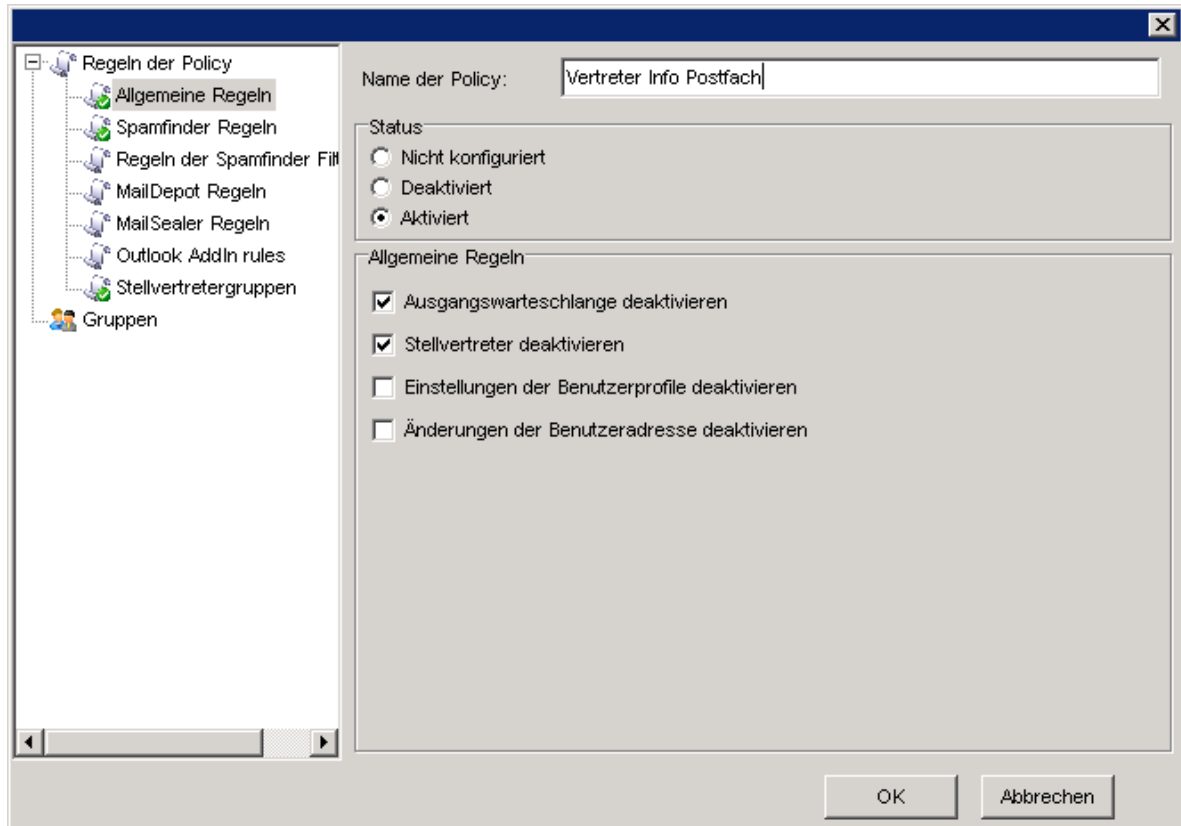 Regeln der Policy
Allgemeine Regeln
Spamfinder Regeln
Regeln der Spamfinder Filt
MailDepot Regeln
MailSealer Regeln
Outlook AddIn rules
Stellvertretergruppen
Gruppen
Name der Policy:
Vertreter Info Postfach
Status
Nicht konfiguriert
Deaktiviert
Aktiviert
Allgemeine Regeln
Ausgangswarteschlange deaktivieren
Stellvertreter deaktivieren
Einstellungen der Benutzerprofile deaktivieren
Änderungen der Benutzeradresse deaktivieren
OK
Abbrechen